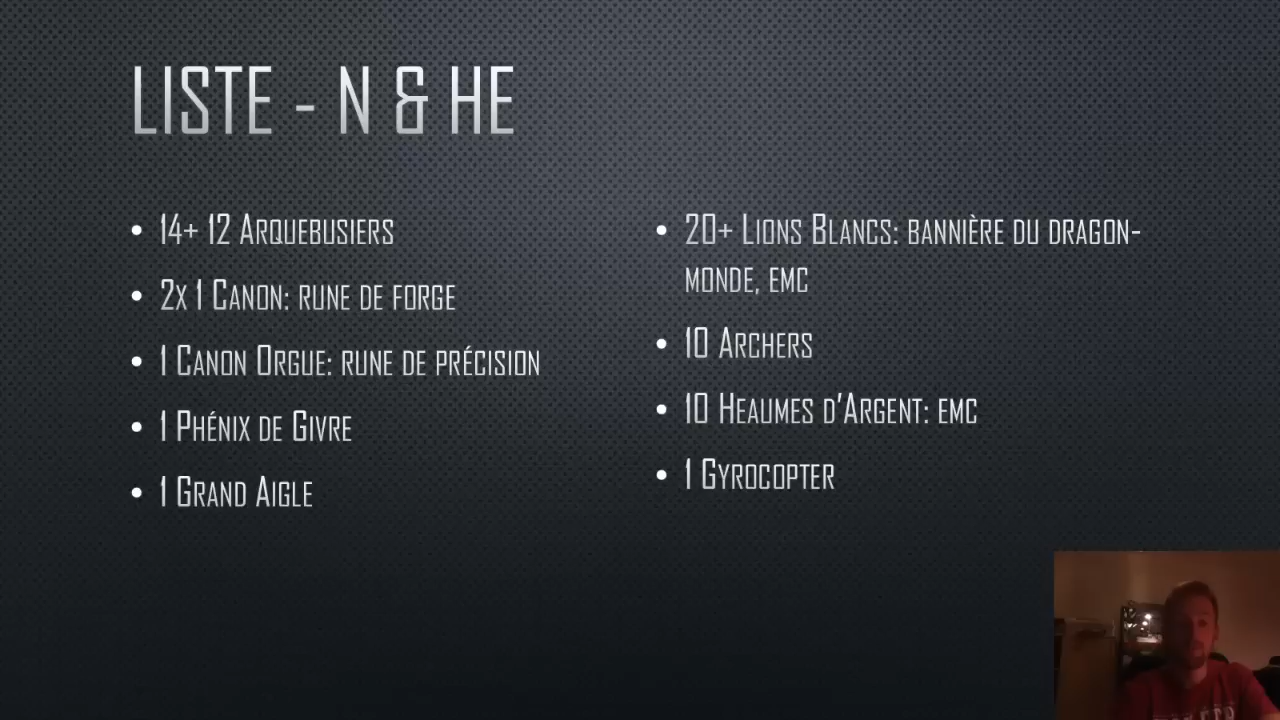 LISTE - N & HE
• 14+ 12 ARQUEBUSIERS
• 2X 1 CANON: RUNE DE FORGE
• 1 CANON ORGUE: RUNE DE PRÉCISION
• 1 PHÉNIX DE GIVRE
• 1 GRAND AIGLE
• 20+ LIONS BLANCS: BANNIÈRE DU DRAGON-
MONDE, EMC
• 10 ARCHERS
• 10 HEAUMES D'ARGENT: EMC
• 1 GYROCOPTER